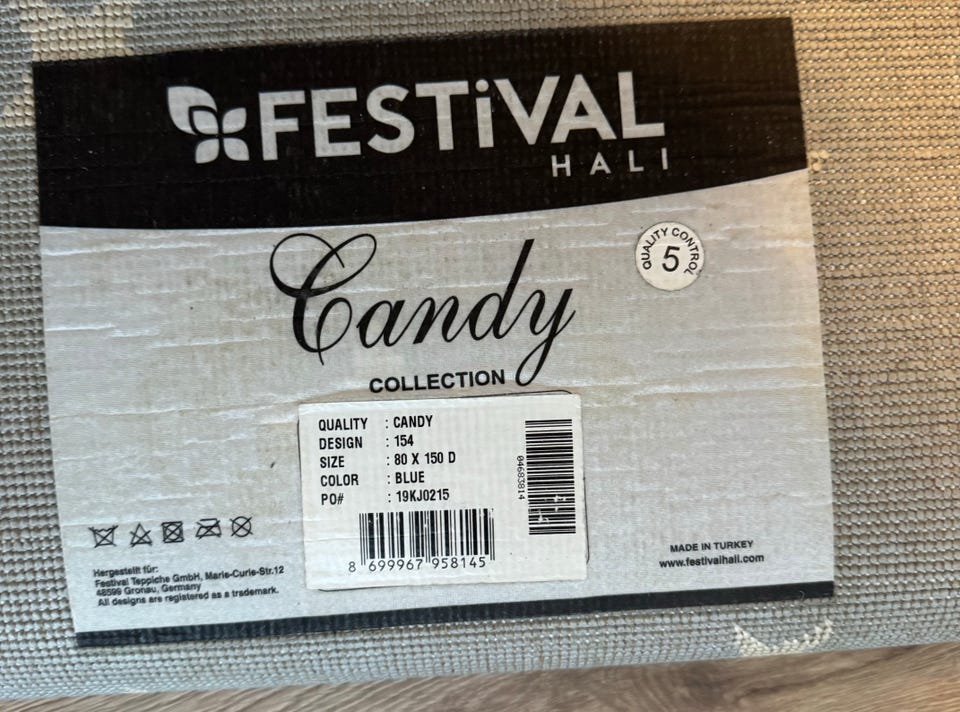 FESTiVAL
HALI
Candy
COLLECTION
QUALITY CONTROL
5
QUALITY : CANDY
DESIGN : 154
SIZE : 80 X 150 D
COLOR : BLUE
PO# : 19KJ0215
04683814
8 699967 958145
Hergestellt für:
Festival Teppiche GmbH, Marie-Curie-Str.12
48599 Gronau, Germany
All designs are registered as a trademark.
MADE IN TURKEY
www.festivalhali.com